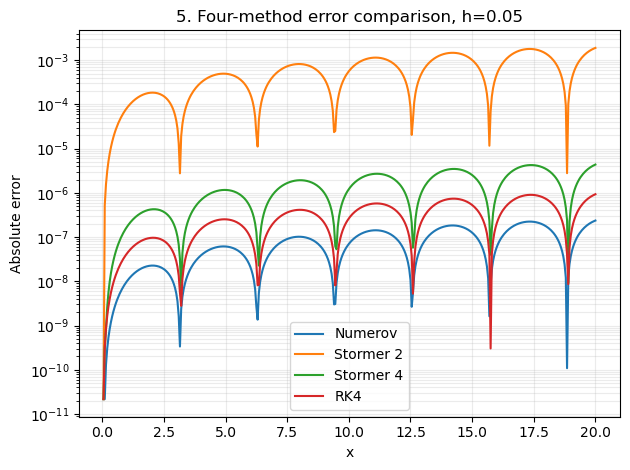 5. Four-method error comparison, h=0.05
Absolute error
10⁻³
10⁻⁴
10⁻⁵
10⁻⁶
10⁻⁷
10⁻⁸
10⁻⁹
10⁻¹⁰
10⁻¹¹
Numerov
Stormer 2
Stormer 4
RK4
0.0 2.5 5.0 7.5 10.0 12.5 15.0 17.5 20.0
x